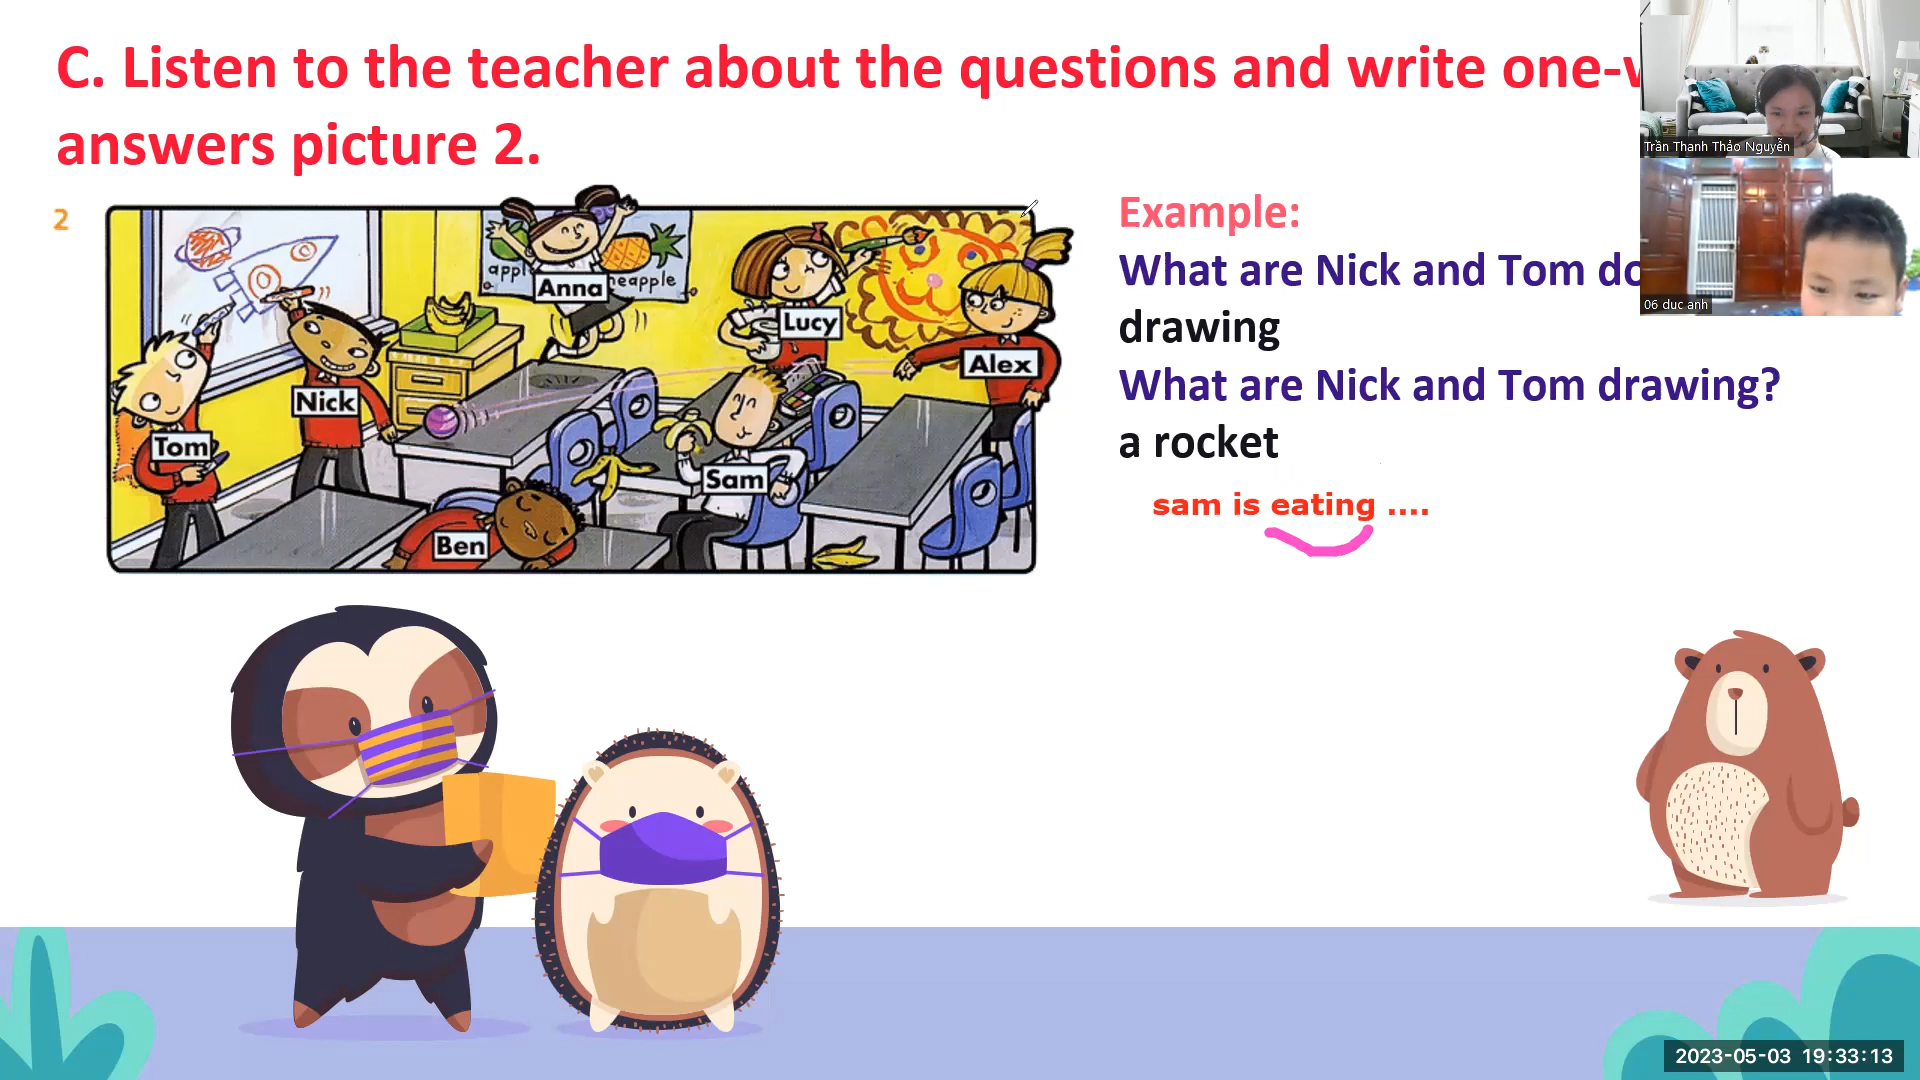 C. Listen to the teacher about the questions and write one-
answers picture 2.
2
Example:
What are Nick and Tom do
drawing
What are Nick and Tom drawing?
a rocket
sam is eating ....
appl
neapple
Anna
Lucy
Alex
Nick
Tom
Sam
Ben
Trần Thanh Thảo Nguyễn
06 duc anh
2023-05-03 19:33:13